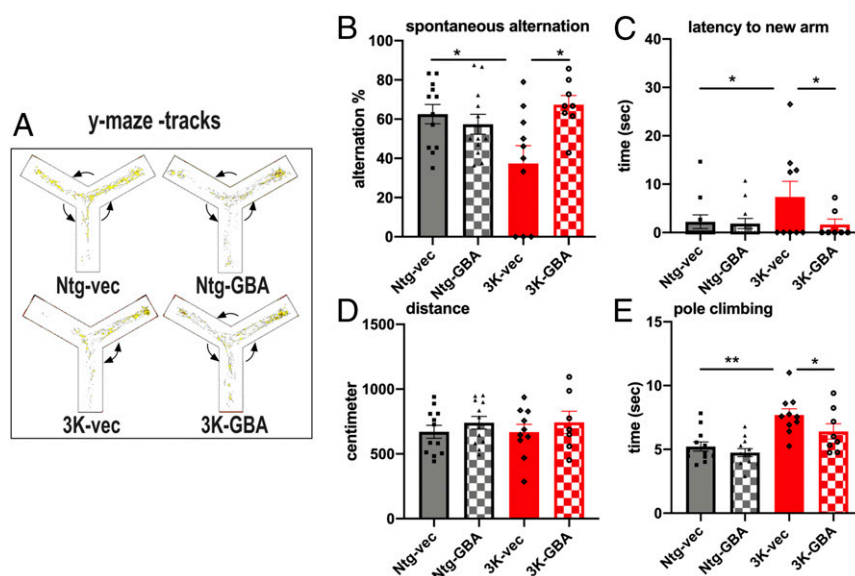 A
y-maze -tracks
Ntg-vec
Ntg-GBA
3K-vec
3K-GBA
B
spontaneous alternation
alternation %
100
80
60
40
20
0
*
*
Ntg-vec
Ntg-GBA
3K-vec
3K-GBA
C
latency to new arm
time (sec)
40
30
20
10
0
*
*
Ntg-vec
Ntg-GBA
3K-vec
3K-GBA
D
distance
centimeter
1500
1000
500
0
Ntg-vec
Ntg-GBA
3K-vec
3K-GBA
E
pole climbing
time (sec)
15
10
5
0
**
*
Ntg-vec
Ntg-GBA
3K-vec
3K-GBA